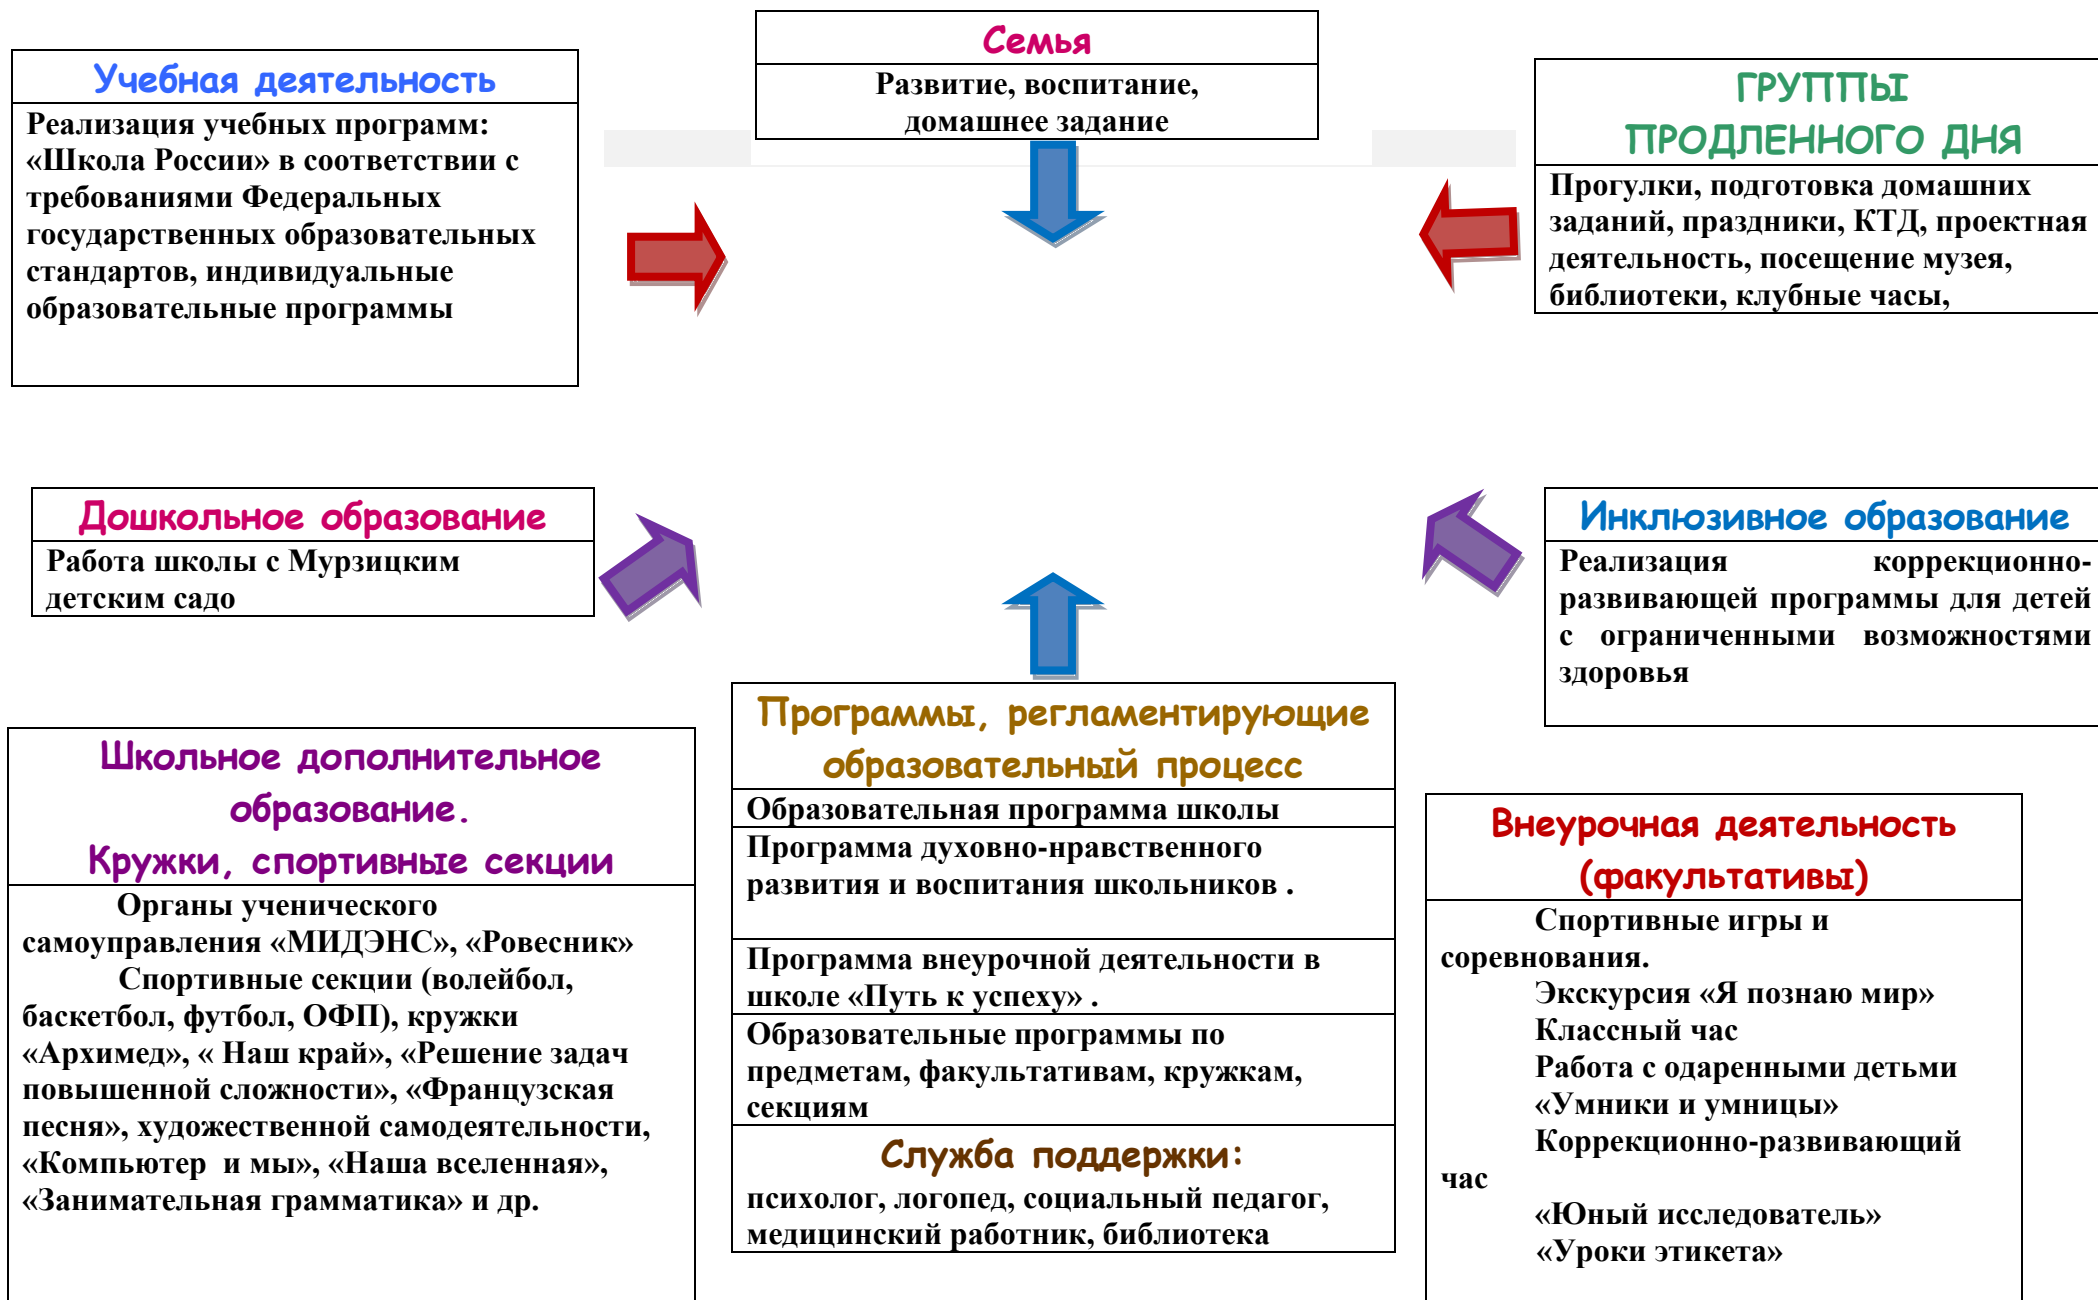 Семья
Развитие, воспитание,
домашнее задание
Учебная деятельность
Реализация учебных программ:
«Школа России» в соответствии с
требованиями Федеральных
государственных образовательных
стандартов, индивидуальные
образовательные программы
ГРУППЫ
ПРОДЛЕННОГО ДНЯ
Прогулки, подготовка домашних
заданий, праздники, КТД, проектная
деятельность, посещение музея,
библиотеки, клубные часы,
Дошкольное образование
Работа школы с Мурзицким
детским садо
Инклюзивное образование
Реализация коррекционно-
развивающей программы для детей
с ограниченными возможностями
здоровья
Школьное дополнительное
образование.
Кружки, спортивные секции
Органы ученического
самоуправления «МИДЭНС», «Ровесник»
Спортивные секции (волейбол,
баскетбол, футбол, ОФП), кружки
«Архимед», « Наш край», «Решение задач
повышенной сложности», «Французская
песня», художественной самодеятельности,
«Компьютер и мы», «Наша вселенная»,
«Занимательная грамматика» и др.
Программы, регламентирующие
образовательный процесс
Образовательная программа школы
Программа духовно-нравственного
развития и воспитания школьников .
Программа внеурочной деятельности в
школе «Путь к успеху» .
Образовательные программы по
предметам, факультативам, кружкам,
секциям
Служба поддержки:
психолог, логопед, социальный педагог,
медицинский работник, библиотека
Внеурочная деятельность
(факультативы)
Спортивные игры и
соревнования.
Экскурсия «Я познаю мир»
Классный час
Работа с одаренными детьми
«Умники и умницы»
Коррекционно-развивающий
час
«Юный исследователь»
«Уроки этикета»